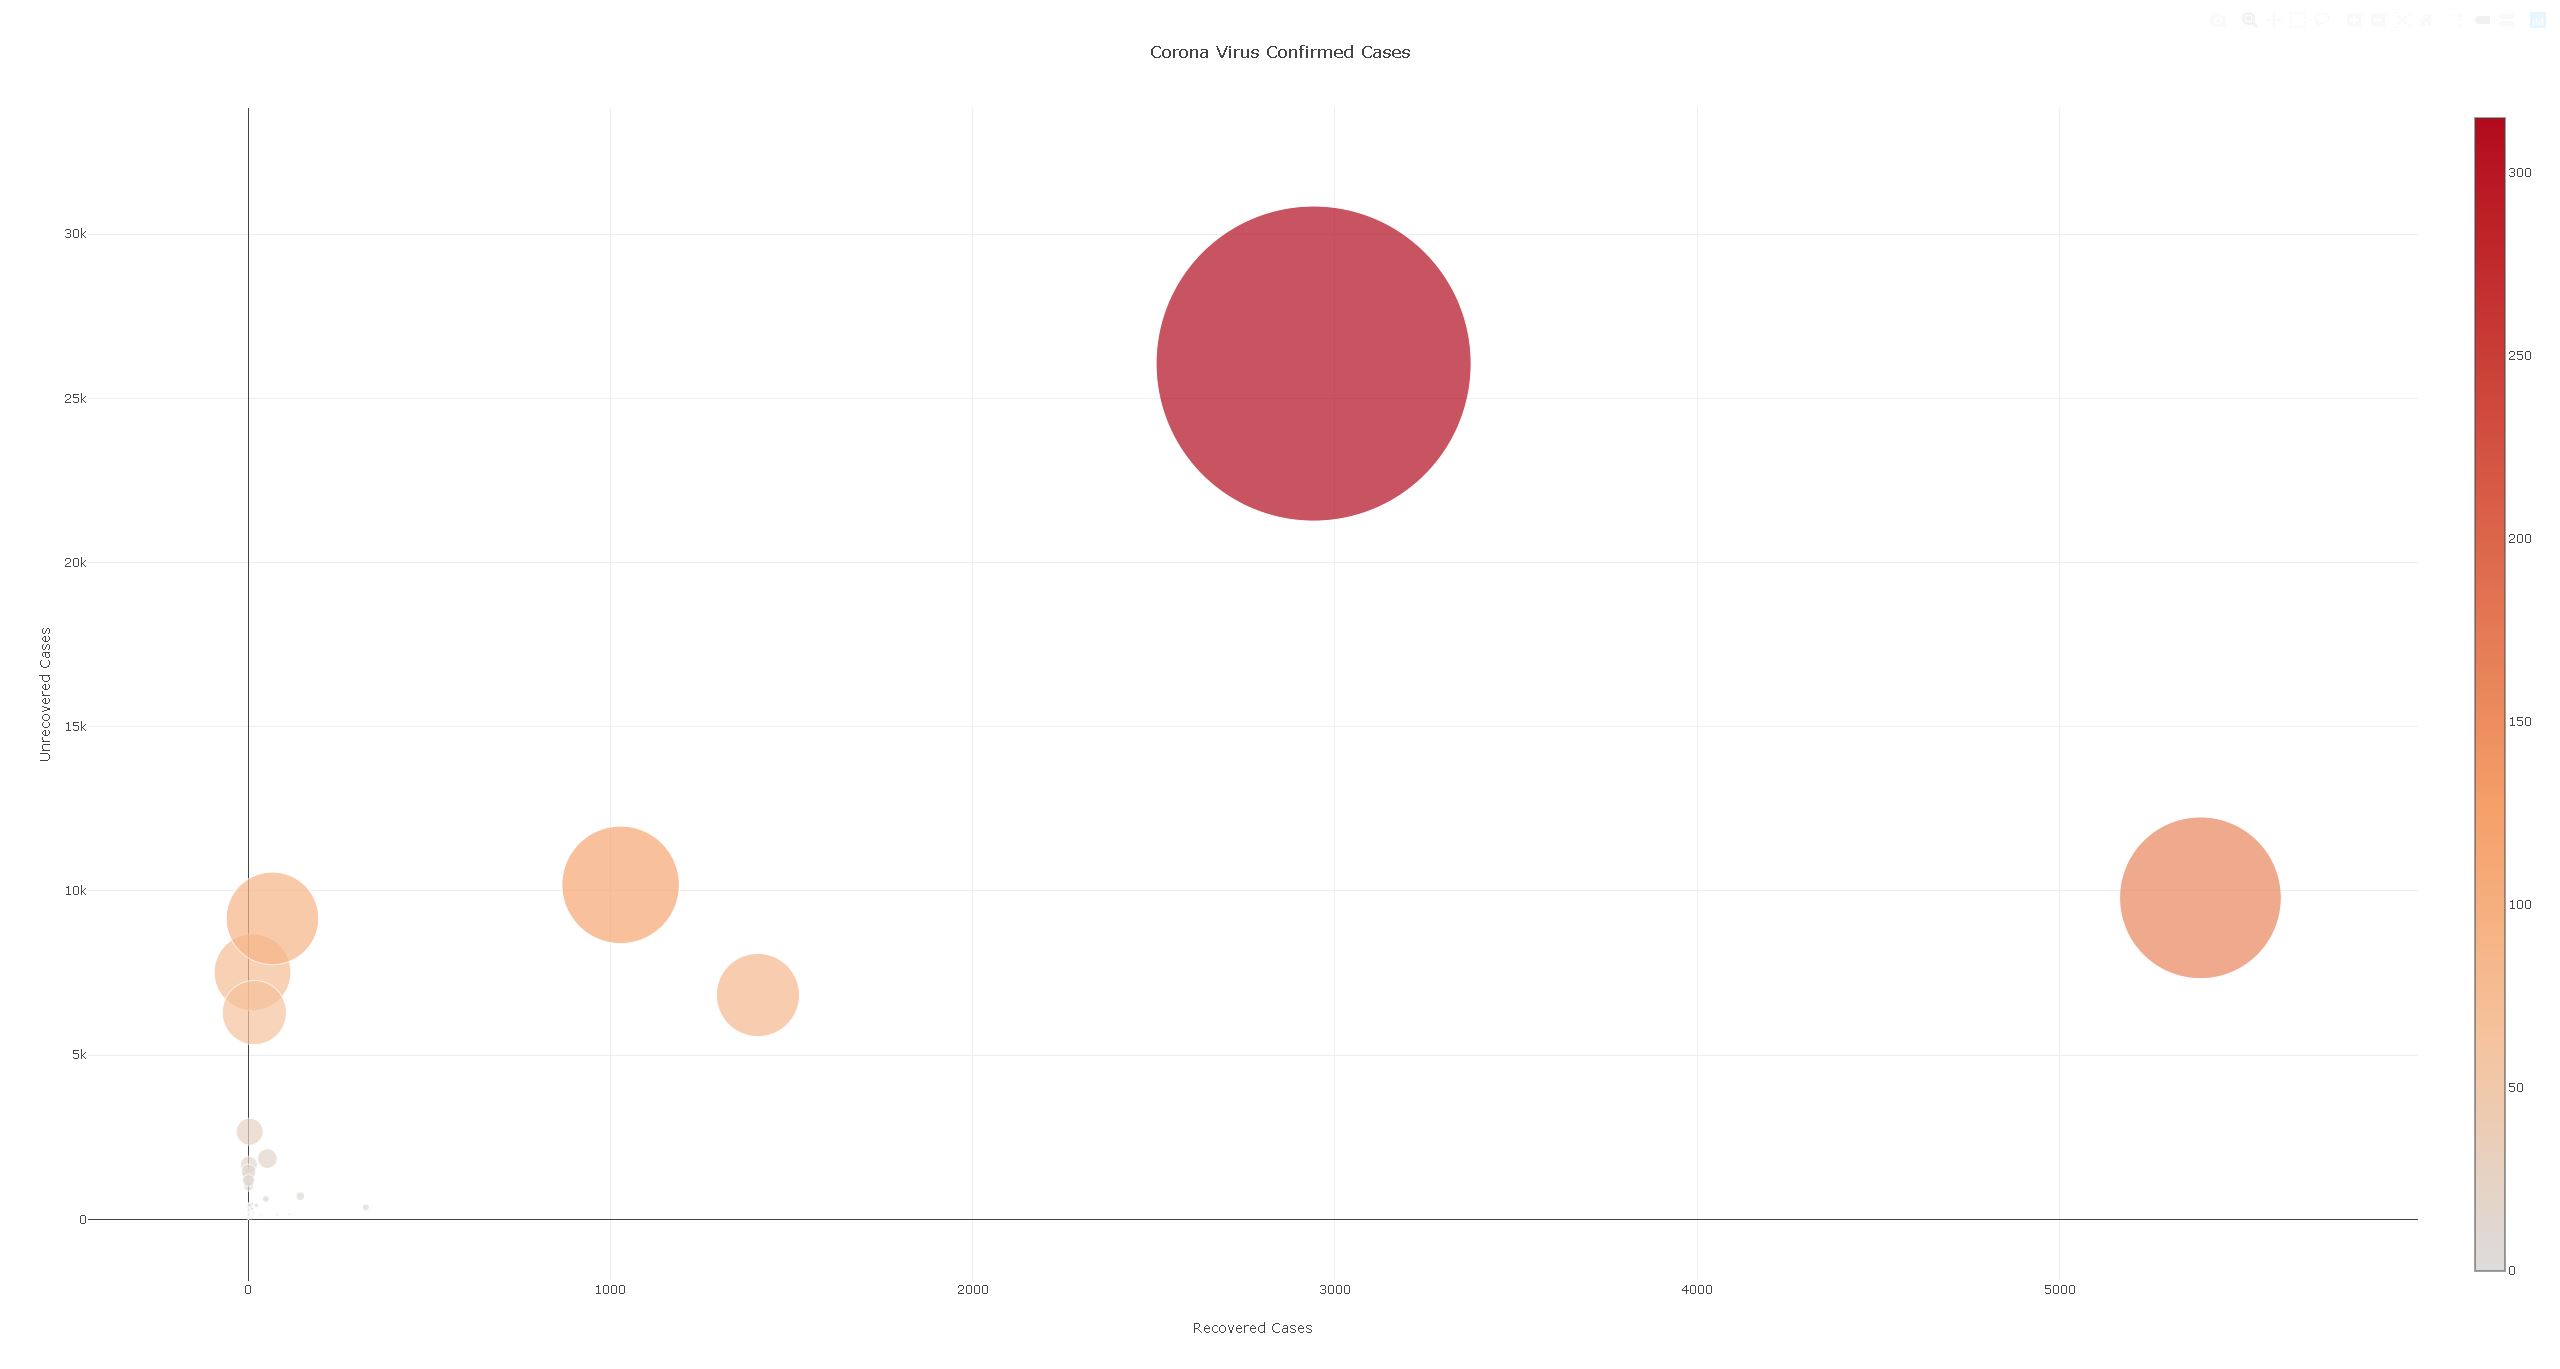 Corona Virus Confirmed Cases
30k
25k
20k
15k
10k
5k
0
Unrecovered Cases
0
1000
2000
3000
4000
5000
Recovered Cases
300
250
200
150
100
50
0